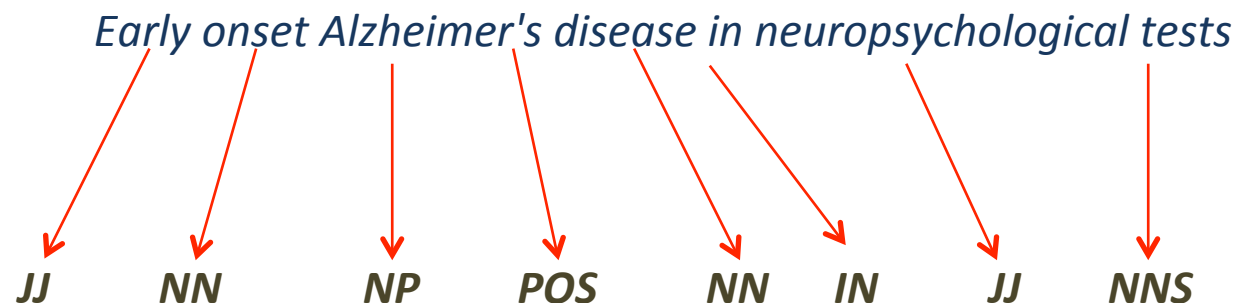 Early onset Alzheimer's disease in neuropsychological tests
JJ NN NP POS NN IN JJ NNS